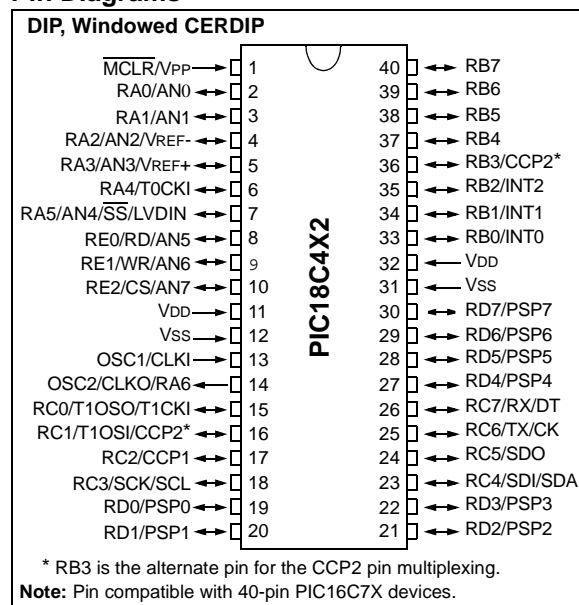 Pin Diagrams
DIP, Windowed CERDIP
MCLR/VPP 1 40 RB7
RA0/AN0 2 39 RB6
RA1/AN1 3 38 RB5
RA2/AN2/VREF- 4 37 RB4
RA3/AN3/VREF+ 5 36 RB3/CCP2*
RA4/T0CKI 6 35 RB2/INT2
RA5/AN4/SS/LVDIN 7 34 RB1/INT1
RE0/RD/AN5 8 33 RB0/INT0
RE1/WR/AN6 9 32 VDD
RE2/CS/AN7 10 31 VSS
VDD 11 30 RD7/PSP7
VSS 12 29 RD6/PSP6
OSC1/CLKI 13 28 RD5/PSP5
OSC2/CLKO/RA6 14 27 RD4/PSP4
RC0/T1OSO/T1CKI 15 26 RC7/RX/DT
RC1/T1OSI/CCP2* 16 25 RC6/TX/CK
RC2/CCP1 17 24 RC5/SDO
RC3/SCK/SCL 18 23 RC4/SDI/SDA
RD0/PSP0 19 22 RD3/PSP3
RD1/PSP1 20 21 RD2/PSP2
PIC18C4X2
* RB3 is the alternate pin for the CCP2 pin multiplexing.
Note: Pin compatible with 40-pin PIC16C7X devices.